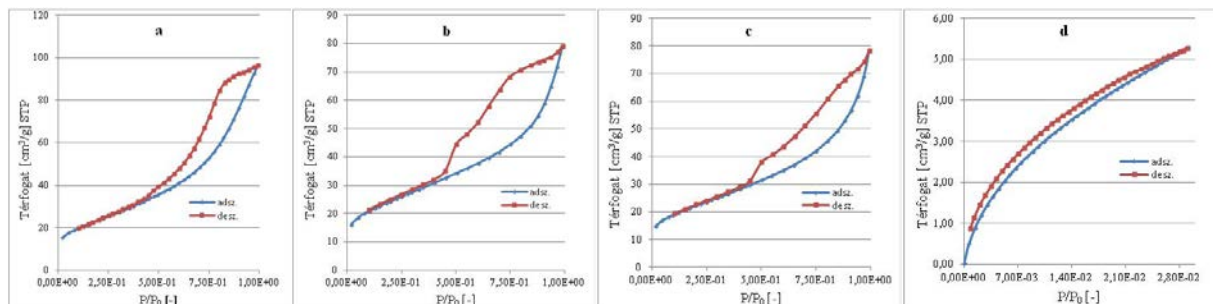 a
120
100
80
60
40
20
0
Térfogat [cm³/g] STP
adsz.
desz.
0,00E+00 2,50E-01 5,00E-01 7,50E-01 1,00E+00
P/P₀ [-]
b
90
80
70
60
50
40
30
20
10
0
Térfogat [cm³/g] STP
adsz.
desz.
0,00E+00 2,50E-01 5,00E-01 7,50E-01 1,00E+00
P/P₀ [-]
c
90
80
70
60
50
40
30
20
10
0
Térfogat [cm³/g] STP
adsz.
desz.
0,00E+00 2,50E-01 5,00E-01 7,50E-01 1,00E+00
P/P₀ [-]
d
6,00
5,00
4,00
3,00
2,00
1,00
0,00
Térfogat [cm³/g] STP
adsz.
desz.
0,00E+00 7,00E-03 1,40E-02 2,10E-02 2,80E-02
P/P₀ [-]